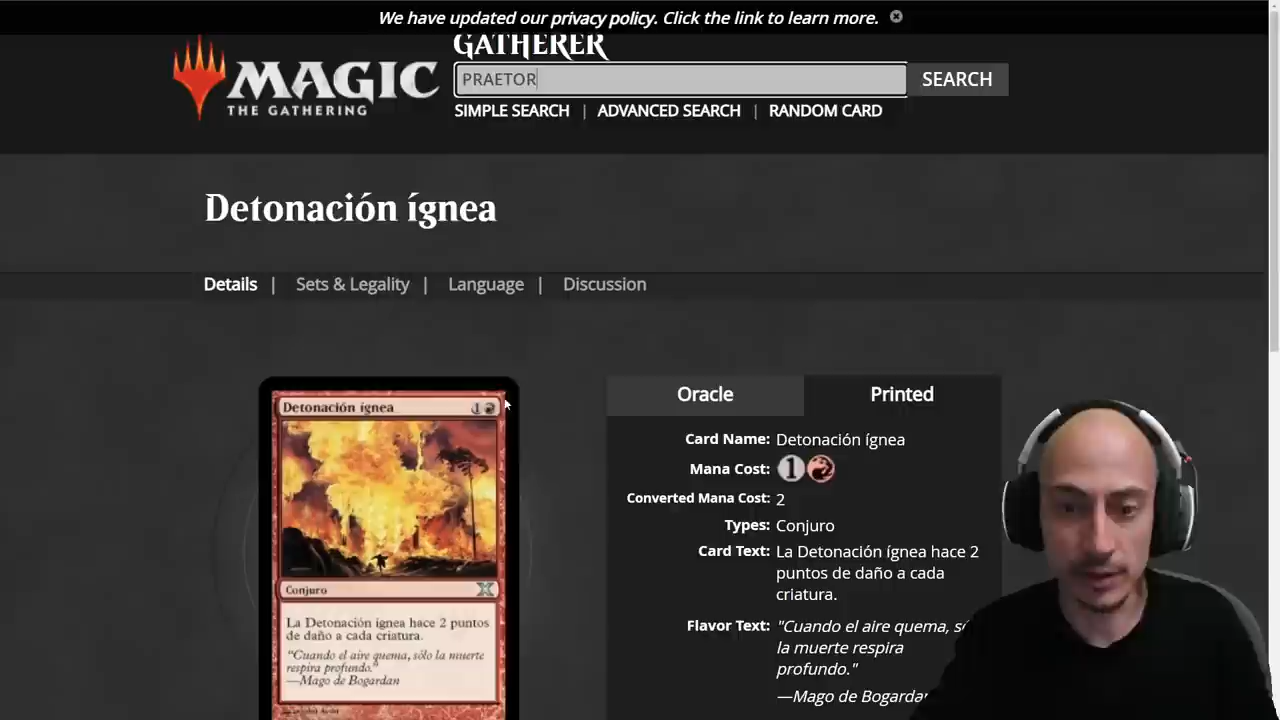 We have updated our privacy policy. Click the link to learn more.
GATHERER
MAGIC
THE GATHERING
PRAETOR
SEARCH
SIMPLE SEARCH | ADVANCED SEARCH | RANDOM CARD
Detonación ígnea
Details | Sets & Legality | Language | Discussion
Detonación ígnea 1
Conjuro
La Detonación ígnea hace 2 puntos
de daño a cada criatura.
"Cuando el aire quema, sólo la muerte
respira profundo."
—Mago de Bogardan
Oracle
Printed
Card Name: Detonación ígnea
Mana Cost: 1
Converted Mana Cost: 2
Types: Conjuro
Card Text: La Detonación ígnea hace 2
puntos de daño a cada
criatura.
Flavor Text: "Cuando el aire quema, só
la muerte respira
profundo."
—Mago de Bogardan